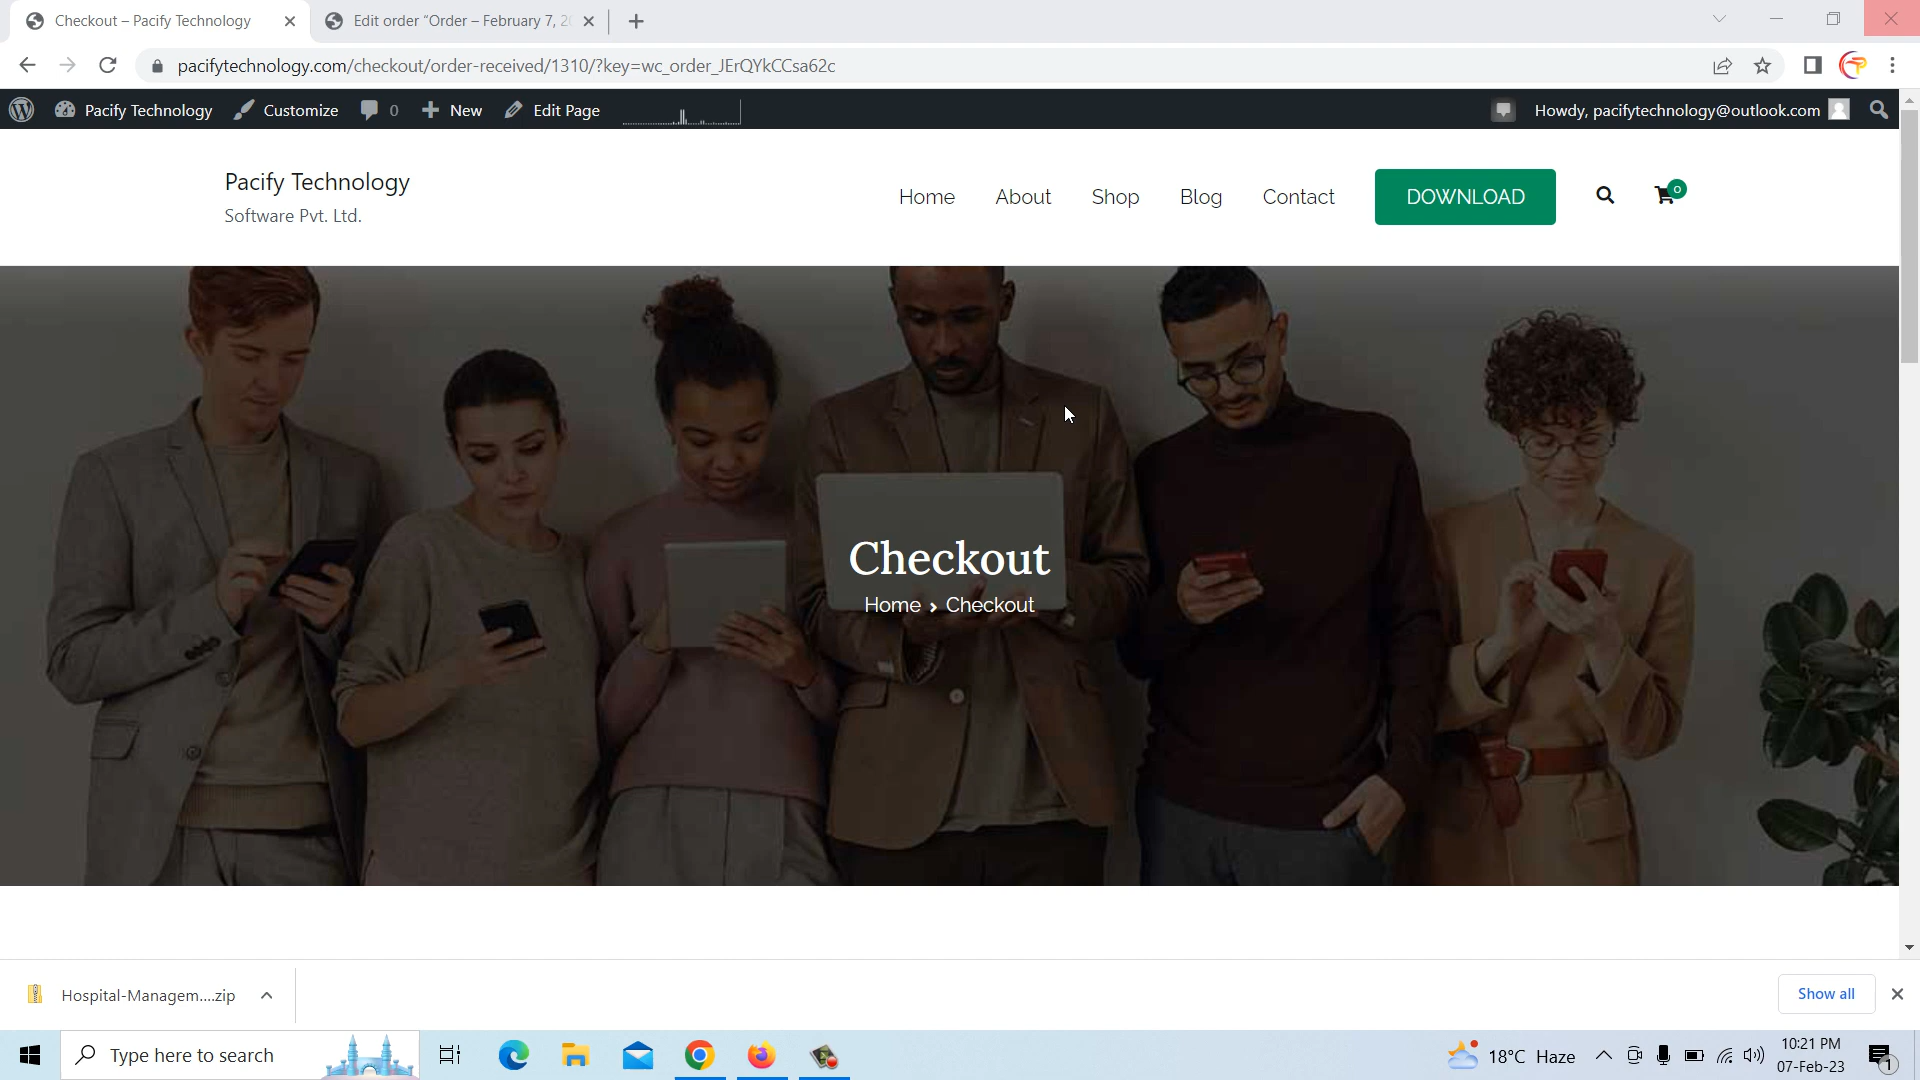 Checkout – Pacify Technology
Edit order “Order – February 7, 20
pacifytechnology.com/checkout/order-received/1310/?key=wc_order_JErQYkCCsa62c
Pacify Technology Customize 0 New Edit Page Howdy, pacifytechnology@outlook.com
Pacify Technology
Software Pvt. Ltd.
Home About Shop Blog Contact DOWNLOAD 0
Checkout
Home › Checkout
Hospital-Managem....zip
Show all
Type here to search
18°C Haze
10:21 PM
07-Feb-23
1